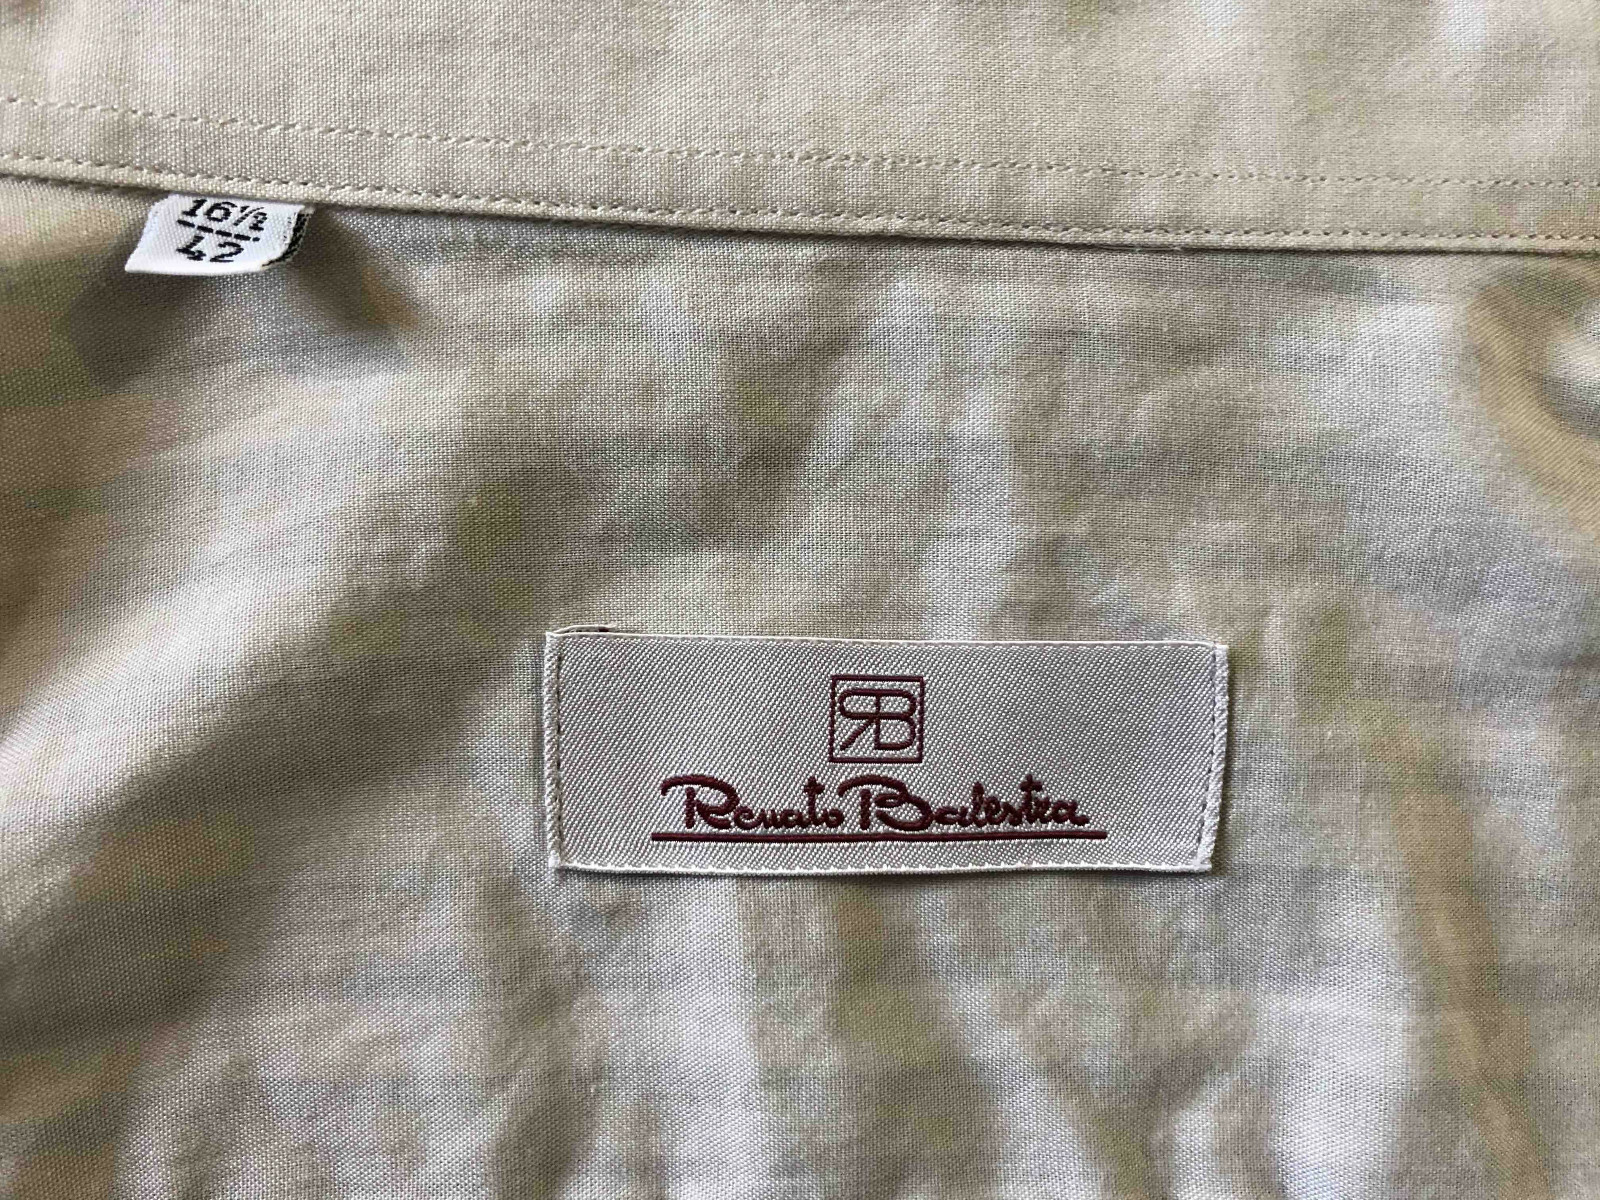 16½
42
RB
Renato Balestra